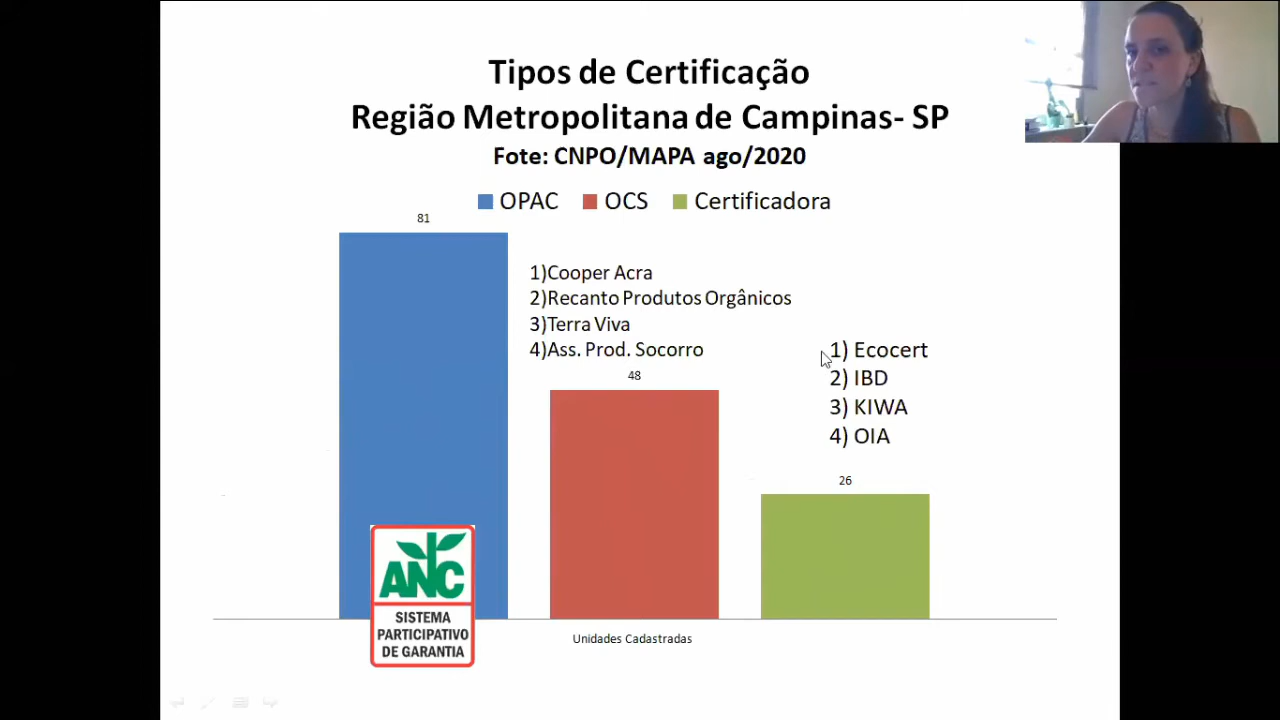 Tipos de Certificação
Região Metropolitana de Campinas- SP
Fote: CNPO/MAPA ago/2020
OPAC OCS Certificadora
81
1)Cooper Acra
2)Recanto Produtos Orgânicos
3)Terra Viva
4)Ass. Prod. Socorro
48
1) Ecocert
2) IBD
3) KIWA
4) OIA
26
ANC
SISTEMA
PARTICIPATIVO
DE GARANTIA
Unidades Cadastradas